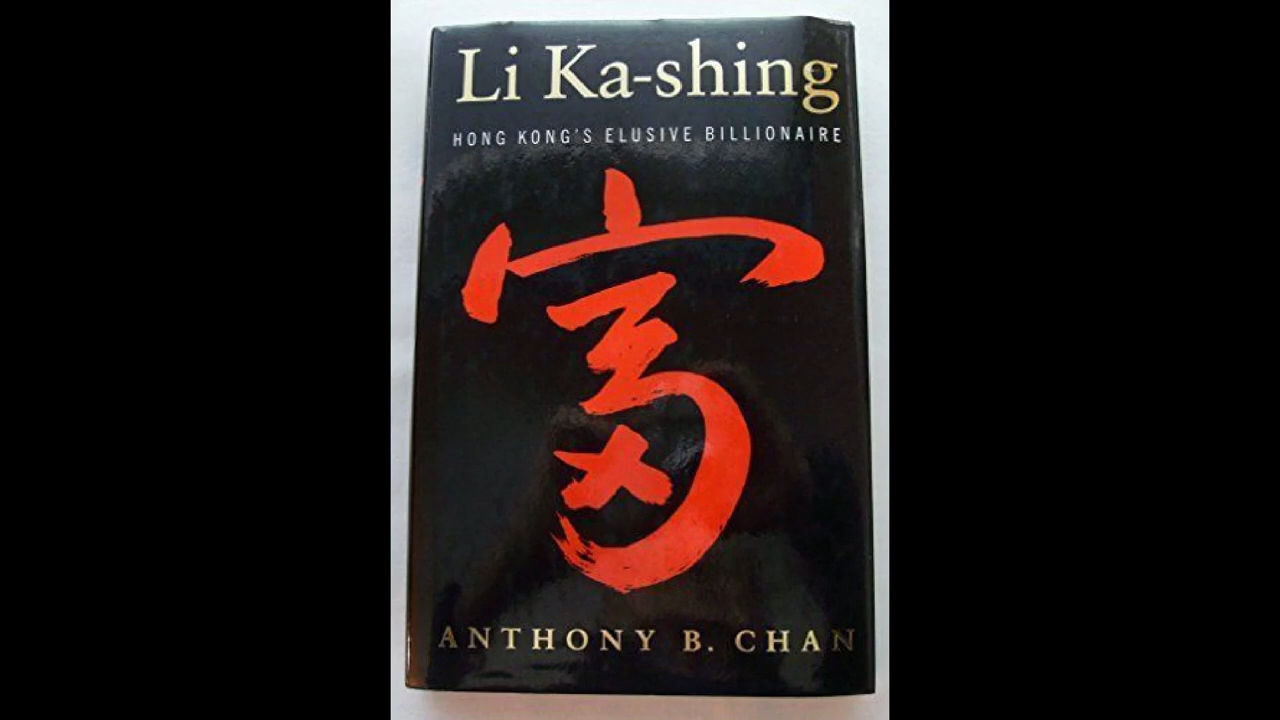 Li Ka-shing
HONG KONG'S ELUSIVE BILLIONAIRE
富
ANTHONY B. CHAN